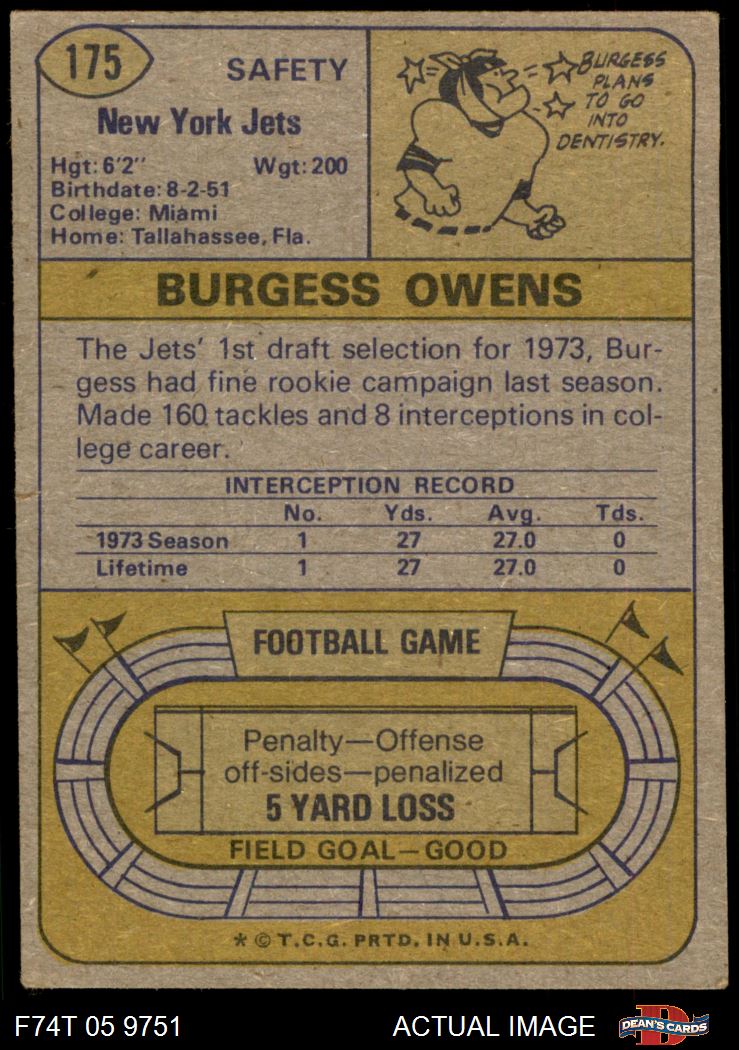 175
SAFETY
New York Jets
Hgt: 6'2" Wgt: 200
Birthdate: 8-2-51
College: Miami
Home: Tallahassee, Fla.
BURGESS
PLANS
TO GO
INTO
DENTISTRY.
BURGESS OWENS
The Jets' 1st draft selection for 1973, Bur-
gess had fine rookie campaign last season.
Made 160 tackles and 8 interceptions in col-
lege career.
INTERCEPTION RECORD
No. Yds. Avg. Tds.
1973 Season 1 27 27.0 0
Lifetime 1 27 27.0 0
FOOTBALL GAME
Penalty—Offense
off-sides—penalized
5 YARD LOSS
FIELD GOAL—GOOD
* © T.C.G. PRTD. IN U.S.A.
F74T 05 9751 ACTUAL IMAGE
D
DEAN'S CARDS